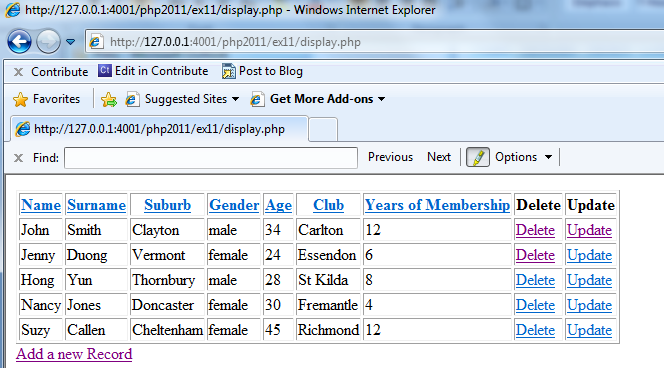 http://127.0.0.1:4001/php2011/ex11/display.php - Windows Internet Explorer
http://127.0.0.1:4001/php2011/ex11/display.php
x Contribute Ct Edit in Contribute Post to Blog
Favorites Suggested Sites Get More Add-ons
http://127.0.0.1:4001/php2011/ex11/display.php
x Find: Previous Next Options
Name Surname Suburb Gender Age Club Years of Membership Delete Update
John Smith Clayton male 34 Carlton 12 Delete Update
Jenny Duong Vermont female 24 Essendon 6 Delete Update
Hong Yun Thornbury male 28 St Kilda 8 Delete Update
Nancy Jones Doncaster female 30 Fremantle 4 Delete Update
Suzy Callen Cheltenham female 45 Richmond 12 Delete Update
Add a new Record